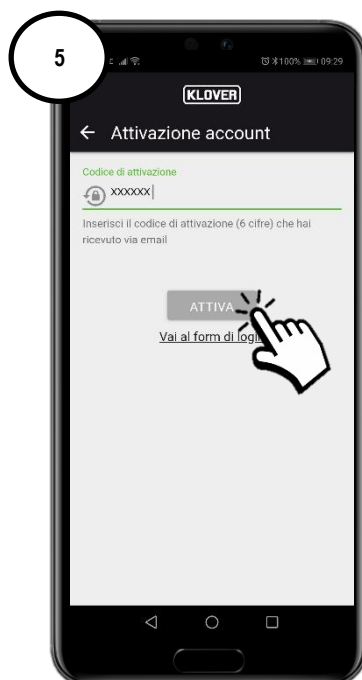 5
100% 09:29
KLOVER
Attivazione account
Codice di attivazione
xxxxxx
Inserisci il codice di attivazione (6 cifre) che hai
ricevuto via email
ATTIVA
Vai al form di login